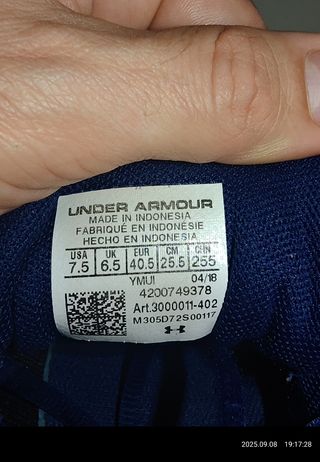 UNDER ARMOUR
MADE IN INDONESIA
FABRIQUÉ EN INDONÉSIE
HECHO EN INDONESIA
USA UK EUR CM CHN
7.5 6.5 40.5 25.5 255
YMUI 04/18
4200749378
Art.3000011-402
M305D72S00117
2025.09.08 19:17:28